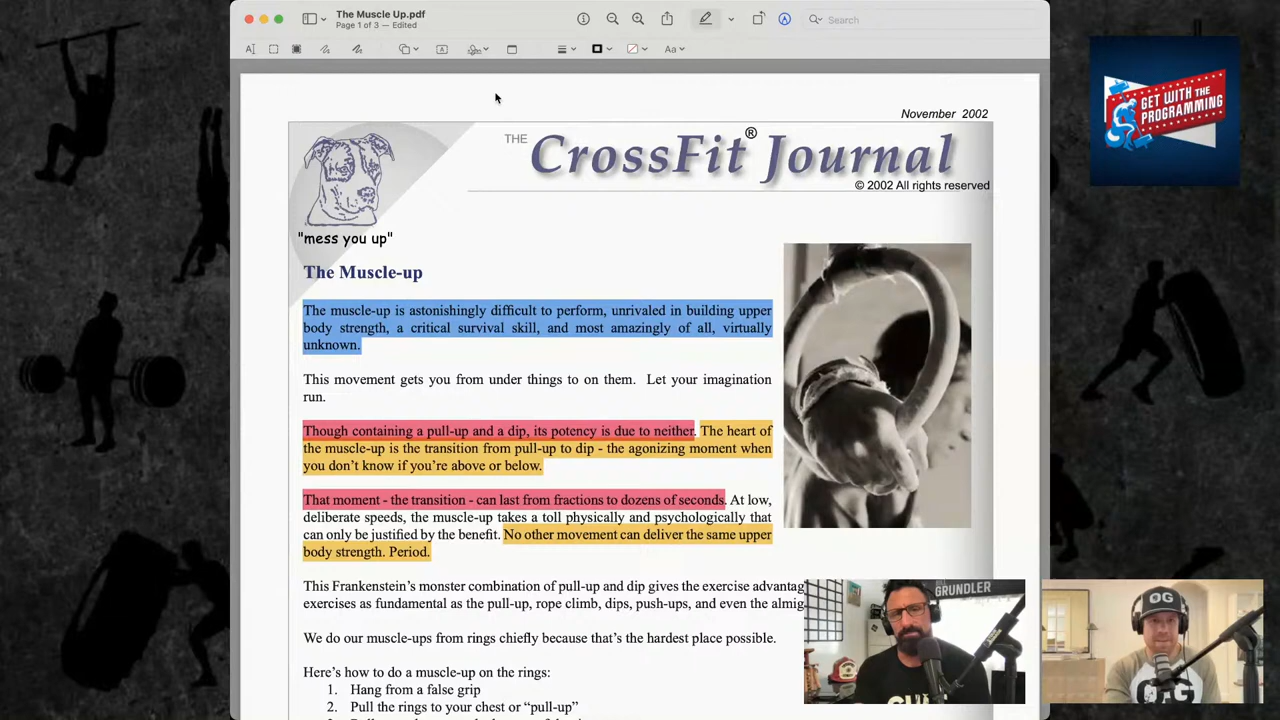 The Muscle Up.pdf
Page 1 of 3 — Edited
Search
Aa
GET WITH THE
PROGRAMMING
November 2002
THE CrossFit® Journal
© 2002 All rights reserved
"mess you up"
The Muscle-up
The muscle-up is astonishingly difficult to perform, unrivaled in building upper
body strength, a critical survival skill, and most amazingly of all, virtually
unknown.
This movement gets you from under things to on them. Let your imagination
run.
Though containing a pull-up and a dip, its potency is due to neither. The heart of
the muscle-up is the transition from pull-up to dip - the agonizing moment when
you don’t know if you’re above or below.
That moment - the transition - can last from fractions to dozens of seconds. At low,
deliberate speeds, the muscle-up takes a toll physically and psychologically that
can only be justified by the benefit. No other movement can deliver the same upper
body strength. Period.
This Frankenstein’s monster combination of pull-up and dip gives the exercise advantag
exercises as fundamental as the pull-up, rope climb, dips, push-ups, and even the almig
We do our muscle-ups from rings chiefly because that’s the hardest place possible.
Here’s how to do a muscle-up on the rings:
1. Hang from a false grip
2. Pull the rings to your chest or “pull-up”
GRUNDLER
OG